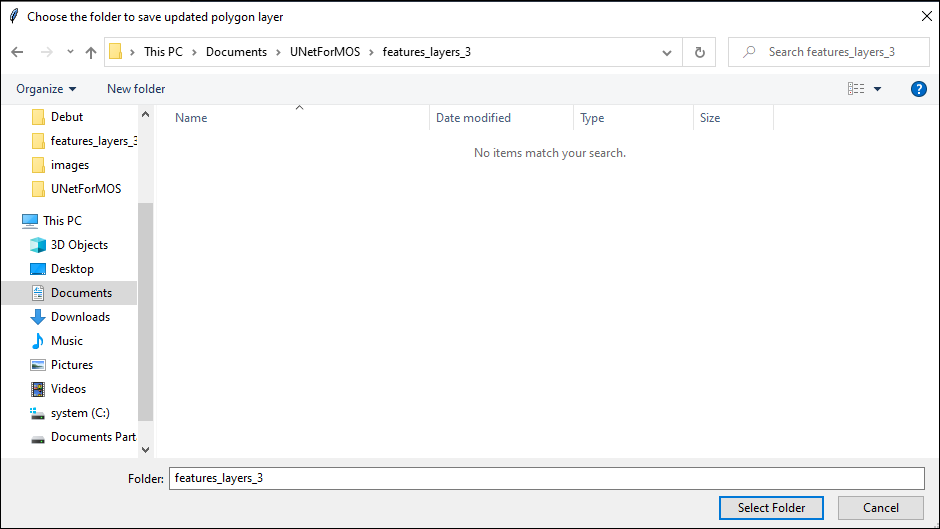 Choose the folder to save updated polygon layer
This PC > Documents > UNetForMOS > features_layers_3
Search features_layers_3
Organize
New folder
?
Name
Date modified
Type
Size
No items match your search.
Debut
features_layers_3
images
UNetForMOS
This PC
3D Objects
Desktop
Documents
Downloads
Music
Pictures
Videos
system (C:)
Documents Part
Folder: features_layers_3
Select Folder
Cancel